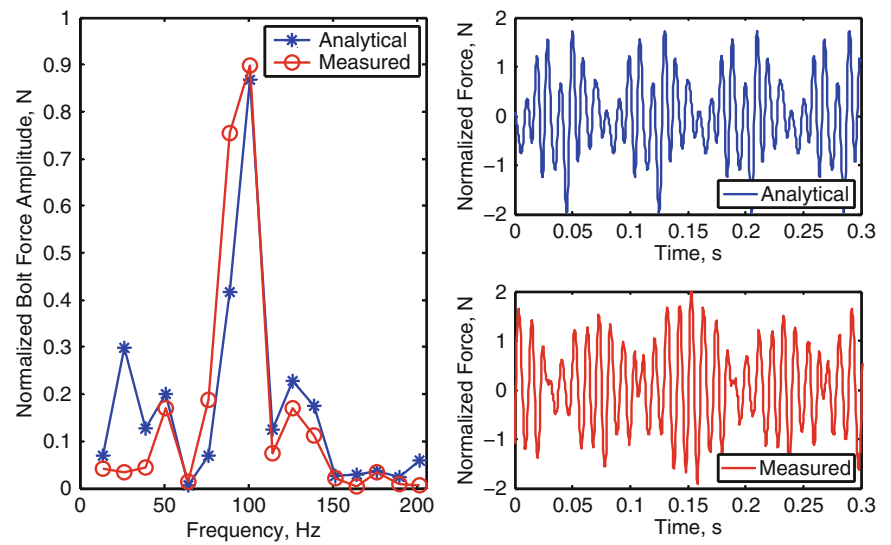 Normalized Bolt Force Amplitude, N
1
0.9
0.8
0.7
0.6
0.5
0.4
0.3
0.2
0.1
0
0 50 100 150 200
Frequency, Hz
Analytical
Measured
Normalized Force, N
2
1
0
−1
−2
0 0.05 0.1 0.15 0.2 0.25 0.3
Time, s
Analytical
Normalized Force, N
2
1
0
−1
−2
0 0.05 0.1 0.15 0.2 0.25 0.3
Time, s
Measured